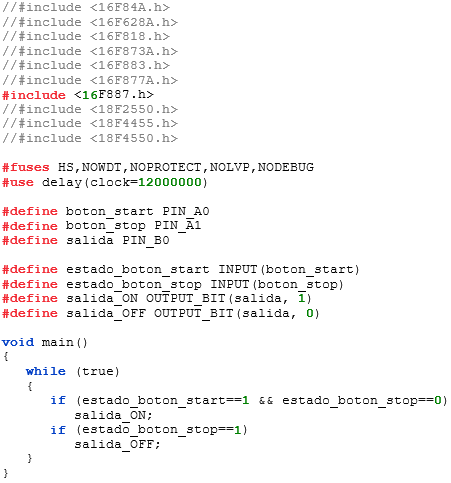 //#include <16F84A.h>
//#include <16F628A.h>
//#include <16F818.h>
//#include <16F873A.h>
//#include <16F883.h>
//#include <16F877A.h>
#include <16F887.h>
//#include <18F2550.h>
//#include <18F4455.h>
//#include <18F4550.h>

#fuses HS,NOWDT,NOPROTECT,NOLVP,NODEBUG
#use delay(clock=12000000)

#define boton_start PIN_A0
#define boton_stop PIN_A1
#define salida PIN_B0

#define estado_boton_start INPUT(boton_start)
#define estado_boton_stop INPUT(boton_stop)
#define salida_ON OUTPUT_BIT(salida, 1)
#define salida_OFF OUTPUT_BIT(salida, 0)

void main()
{
   while (true)
   {
      if (estado_boton_start==1 && estado_boton_stop==0)
         salida_ON;
      if (estado_boton_stop==1)
         salida_OFF;
   }
}